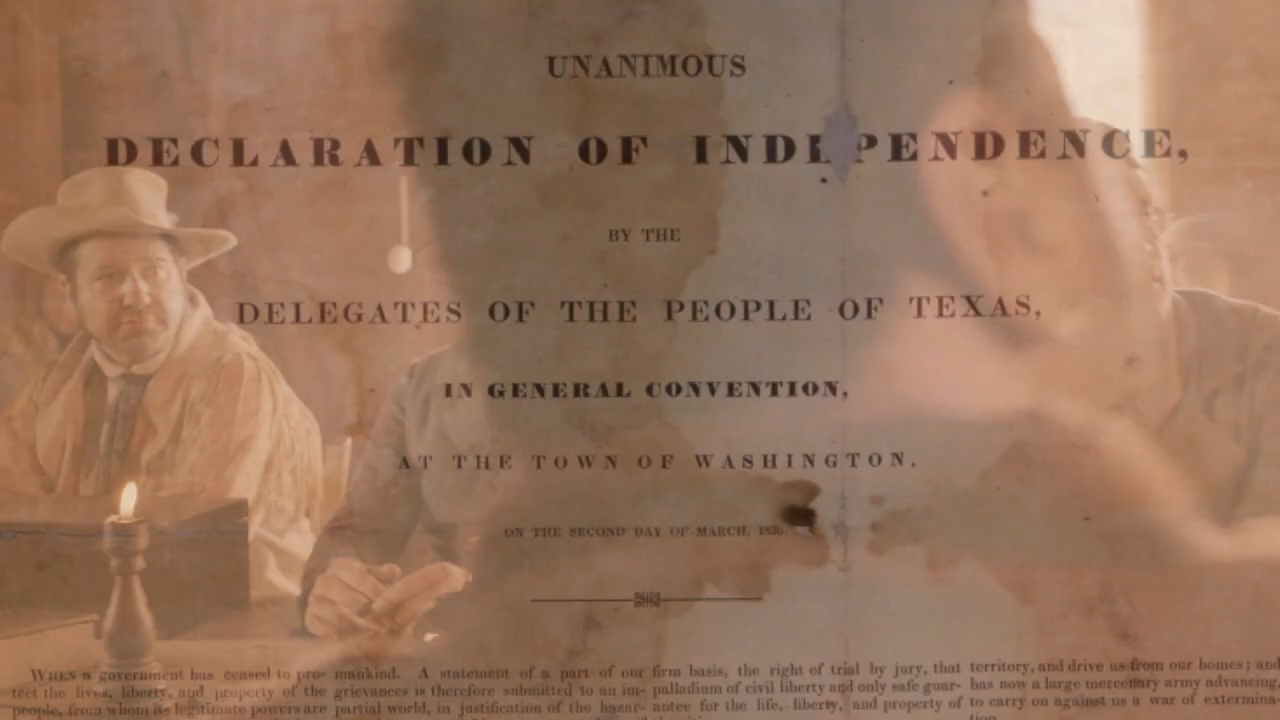 UNANIMOUS
DECLARATION OF INDEPENDENCE,
BY THE
DELEGATES OF THE PEOPLE OF TEXAS,
IN GENERAL CONVENTION,
AT THE TOWN OF WASHINGTON,
ON THE SECOND DAY OF MARCH, 1836.
WHEN a government has ceased to pro-
tect the lives, liberty, and property of the
people, from whom its legitimate powers are
mankind. A statement of a part of our
grievances is therefore submitted to an im-
partial world, in justification of the hazar-
firm basis, the right of trial by jury, that
palladium of civil liberty and only safe guar-
antee for the life, liberty, and property of
territory, and drive us from our homes; and
has now a large mercenary army advancing,
to carry on against us a war of extermina-
tion